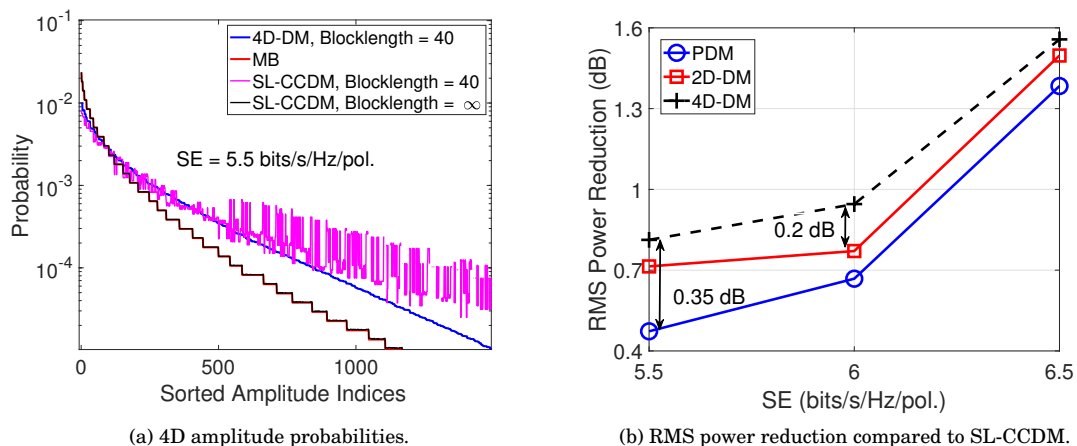 10^-1
10^-2
10^-3
10^-4
Probability
4D-DM, Blocklength = 40
MB
SL-CCDM, Blocklength = 40
SL-CCDM, Blocklength = ∞
SE = 5.5 bits/s/Hz/pol.
0
500
1000
Sorted Amplitude Indices
(a) 4D amplitude probabilities.
1.6
1.3
1
0.7
0.4
RMS Power Reduction (dB)
PDM
2D-DM
4D-DM
0.2 dB
0.35 dB
5.5
6
6.5
SE (bits/s/Hz/pol.)
(b) RMS power reduction compared to SL-CCDM.